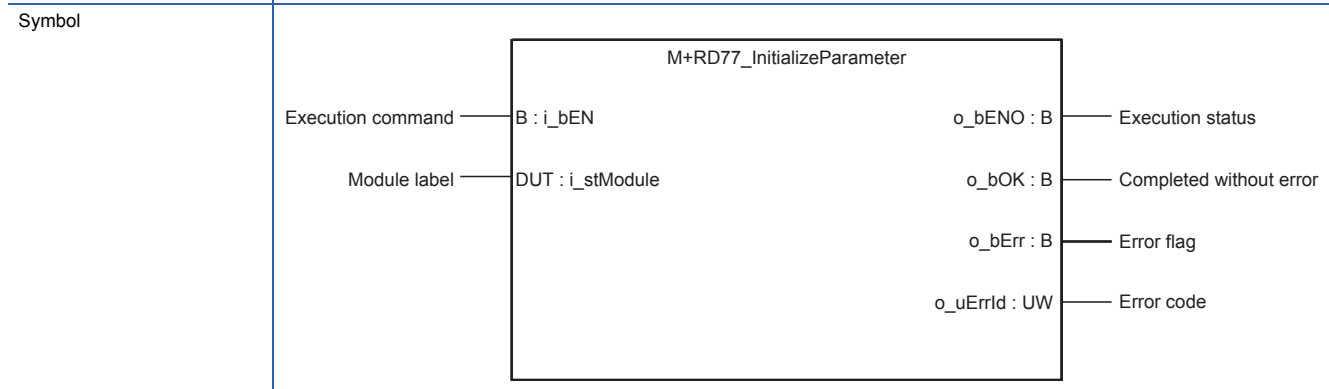 Symbol
M+RD77_InitializeParameter
Execution command B : i_bEN o_bENO : B Execution status
Module label DUT : i_stModule o_bOK : B Completed without error
o_bErr : B Error flag
o_uErrId : UW Error code